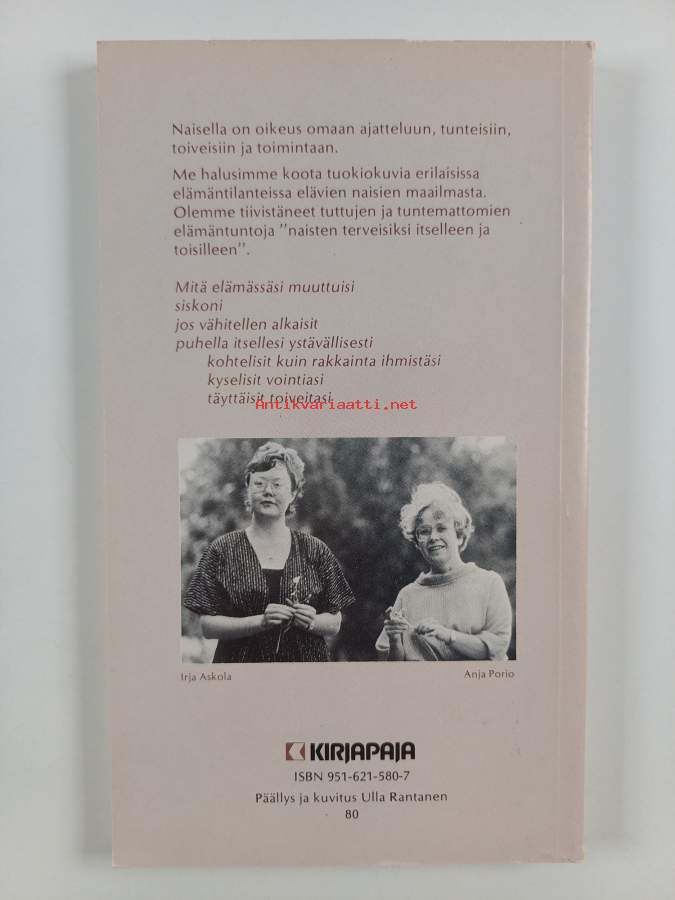 Naisella on oikeus omaan ajatteluun, tunteisiin,
toiveisiin ja toimintaan.
Me halusimme koota tuokiokuvia erilaisissa
elämäntilanteissa elävien naisten maailmasta.
Olemme tiivistäneet tuttujen ja tuntemattomien
elämäntuntoja "naisten terveisiksi itselleen ja
toisilleen".
Mitä elämässäsi muuttuisi
siskoni
jos vähitellen alkaisit
puhella itsellesi ystävällisesti
kohtelisit kuin rakkainta ihmistäsi
kyselisit vointiasi
täyttäisit toiveitasi
Antikvariaatti.net
Irja Askola
Anja Porio
KIRJAPAJA
ISBN 951-621-580-7
Päällys ja kuvitus Ulla Rantanen
80